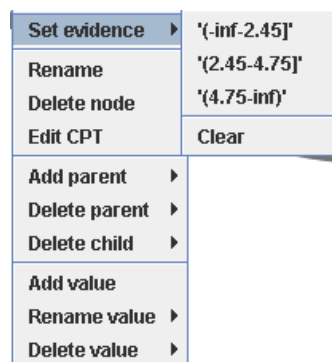 Set evidence
Rename
Delete node
Edit CPT
Add parent
Delete parent
Delete child
Add value
Rename value
Delete value
'(-inf-2.45]'
'(2.45-4.75]'
'(4.75-inf)'
Clear